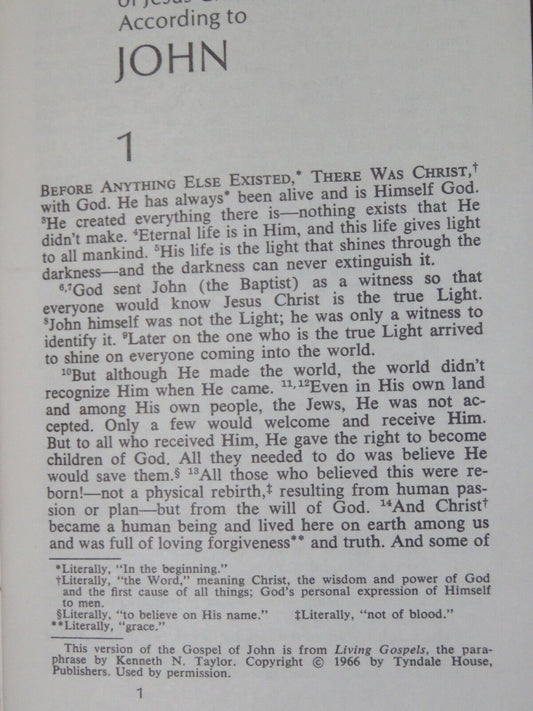 of Jesus
According to
JOHN
1
BEFORE ANYTHING ELSE EXISTED,* THERE WAS CHRIST,†
with God. He has always* been alive and is Himself God.
³He created everything there is—nothing exists that He
didn't make. ⁴Eternal life is in Him, and this life gives light
to all mankind. ⁵His life is the light that shines through the
darkness—and the darkness can never extinguish it.
⁶,⁷God sent John (the Baptist) as a witness so that
everyone would know Jesus Christ is the true Light.
⁸John himself was not the Light; he was only a witness to
identify it. ⁹Later on the one who is the true Light arrived
to shine on everyone coming into the world.
¹⁰But although He made the world, the world didn't
recognize Him when He came. ¹¹,¹²Even in His own land
and among His own people, the Jews, He was not ac-
cepted. Only a few would welcome and receive Him.
But to all who received Him, He gave the right to become
children of God. All they needed to do was believe He
would save them.§ ¹³All those who believed this were re-
born!—not a physical rebirth,‡ resulting from human pas-
sion or plan—but from the will of God. ¹⁴And Christ†
became a human being and lived here on earth among us
and was full of loving forgiveness** and truth. And some of
*Literally, "In the beginning."
†Literally, "the Word," meaning Christ, the wisdom and power of God
and the first cause of all things; God's personal expression of Himself
to men.
§Literally, "to believe on His name." ‡Literally, "not of blood."
**Literally, "grace."
This version of the Gospel of John is from Living Gospels, the para-
phrase by Kenneth N. Taylor. Copyright © 1966 by Tyndale House,
Publishers. Used by permission.
1